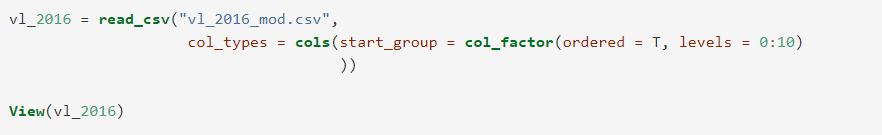 vl_2016 = read_csv("vl_2016_mod.csv",
col_types = cols(start_group = col_factor(ordered = T, levels = 0:10)
))
View(vl_2016)